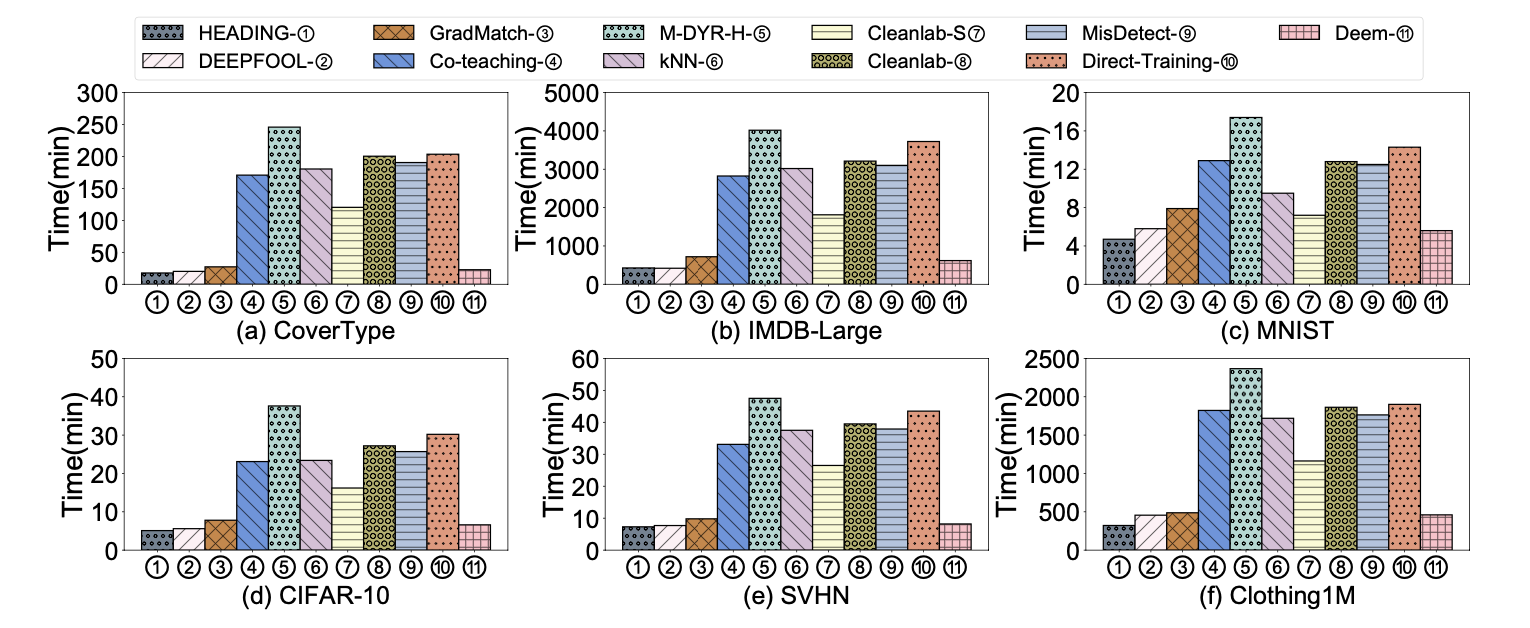 HEADING-① GradMatch-③ M-DYR-H-⑤ Cleanlab-S⑦ MisDetect-⑨ Deem-⑪
DEEPFOOL-② Co-teaching-④ kNN-⑥ Cleanlab-⑧ Direct-Training-⑩
Time(min)
300
250
200
150
100
50
0
① ② ③ ④ ⑤ ⑥ ⑦ ⑧ ⑨ ⑩ ⑪
(a) CoverType
Time(min)
5000
4000
3000
2000
1000
0
① ② ③ ④ ⑤ ⑥ ⑦ ⑧ ⑨ ⑩ ⑪
(b) IMDB-Large
Time(min)
20
16
12
8
4
0
① ② ③ ④ ⑤ ⑥ ⑦ ⑧ ⑨ ⑩ ⑪
(c) MNIST
Time(min)
50
40
30
20
10
0
① ② ③ ④ ⑤ ⑥ ⑦ ⑧ ⑨ ⑩ ⑪
(d) CIFAR-10
Time(min)
60
50
40
30
20
10
0
① ② ③ ④ ⑤ ⑥ ⑦ ⑧ ⑨ ⑩ ⑪
(e) SVHN
Time(min)
2500
2000
1500
1000
500
0
① ② ③ ④ ⑤ ⑥ ⑦ ⑧ ⑨ ⑩ ⑪
(f) Clothing1M